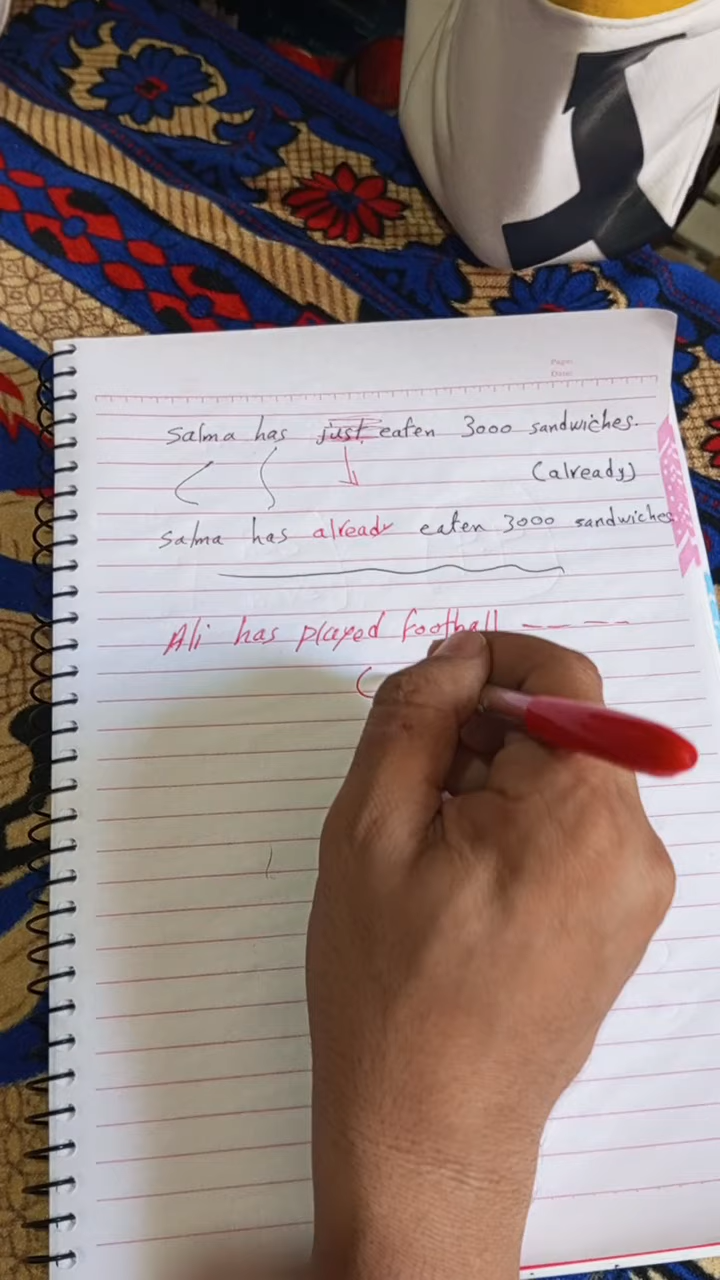 Page:
Date:
Salma has just eaten 3000 sandwiches.
(already)
Salma has already eaten 3000 sandwiches
Ali has played football ----
(